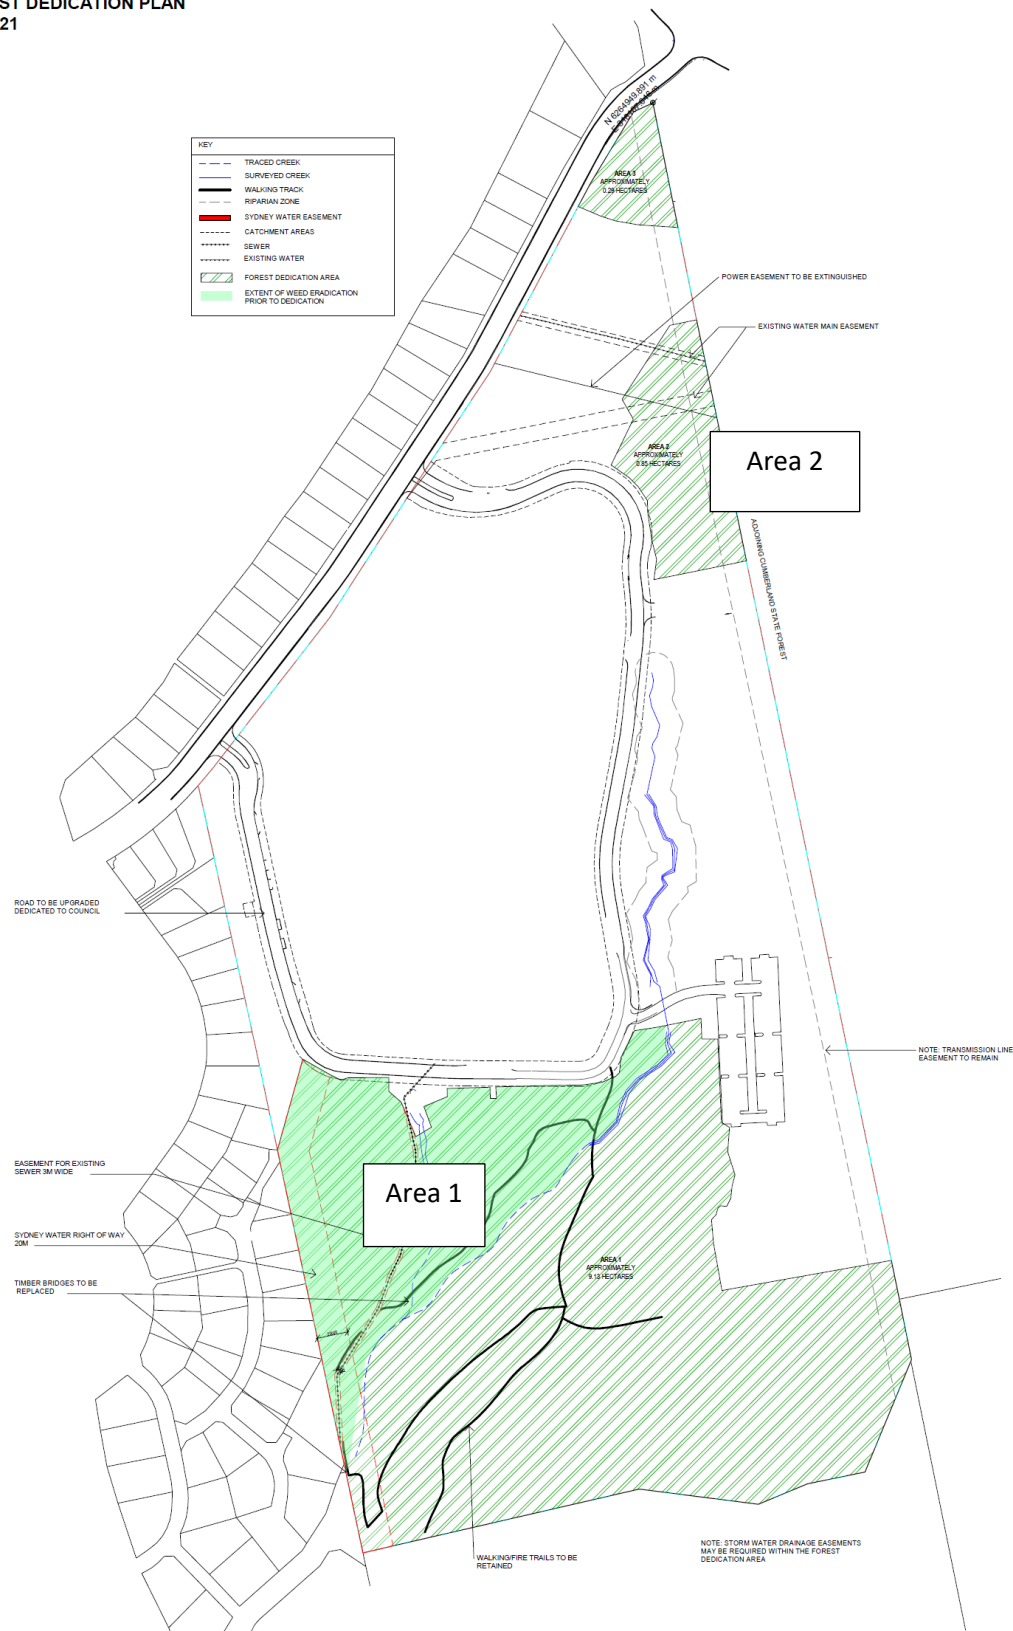 ST DEDICATION PLAN
21
N 6264949.891 m
KEY
TRACED CREEK
SURVEYED CREEK
WALKING TRACK
RIPARIAN ZONE
SYDNEY WATER EASEMENT
CATCHMENT AREAS
SEWER
EXISTING WATER
FOREST DEDICATION AREA
EXTENT OF WEED ERADICATION
PRIOR TO DEDICATION
AREA 3
APPROXIMATELY
0.29 HECTARES
POWER EASEMENT TO BE EXTINGUISHED
EXISTING WATER MAIN EASEMENT
AREA 2
APPROXIMATELY
0.85 HECTARES
Area 2
ADJOINING CUMBERLAND STATE FOREST
ROAD TO BE UPGRADED
DEDICATED TO COUNCIL
NOTE: TRANSMISSION LINE
EASEMENT TO REMAIN
EASEMENT FOR EXISTING
SEWER 3M WIDE
Area 1
SYDNEY WATER RIGHT OF WAY
20M
AREA 1
APPROXIMATELY
9.13 HECTARES
TIMBER BRIDGES TO BE
REPLACED
NOTE: STORM WATER DRAINAGE EASEMENTS
MAY BE REQUIRED WITHIN THE FOREST
DEDICATION AREA
WALKING/FIRE TRAILS TO BE
RETAINED